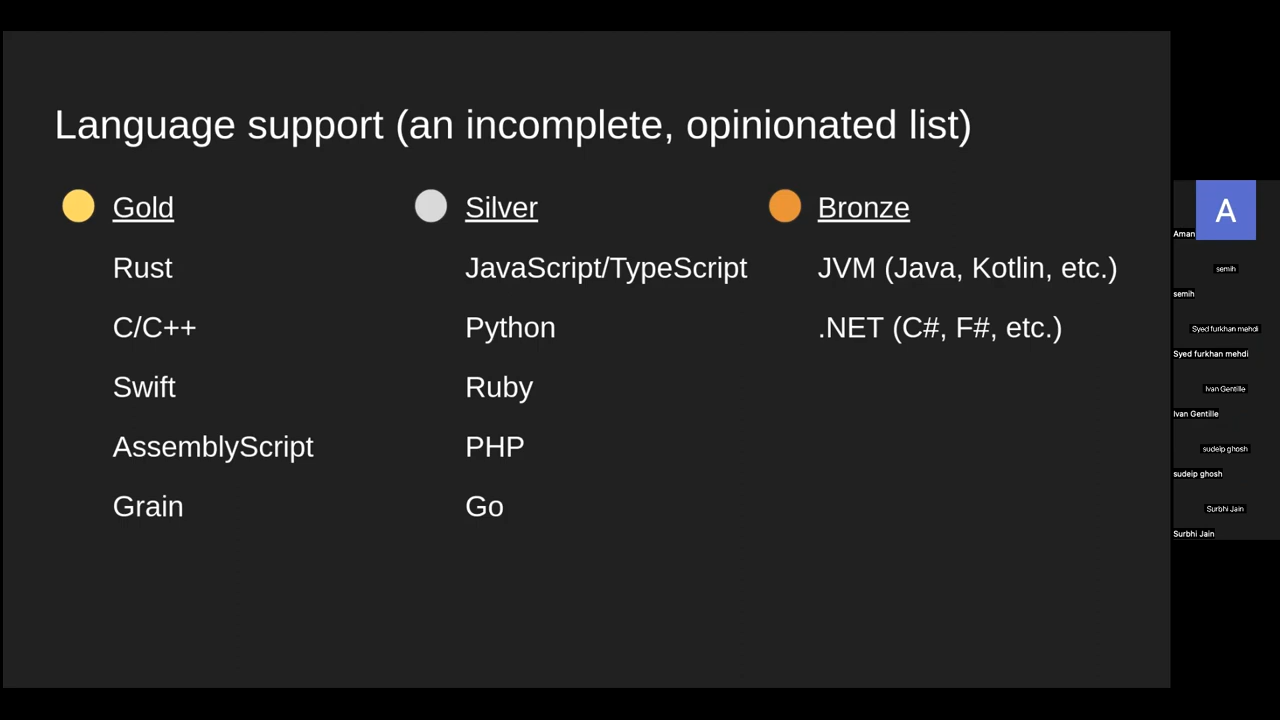 Language support (an incomplete, opinionated list)
Gold
Rust
C/C++
Swift
AssemblyScript
Grain
Silver
JavaScript/TypeScript
Python
Ruby
PHP
Go
Bronze
JVM (Java, Kotlin, etc.)
.NET (C#, F#, etc.)
A
Aman
semih
semih
Syed furkhan mehdi
Syed furkhan mehdi
Ivan Gentille
Ivan Gentille
sudeip ghosh
sudeip ghosh
Surbhi Jain
Surbhi Jain